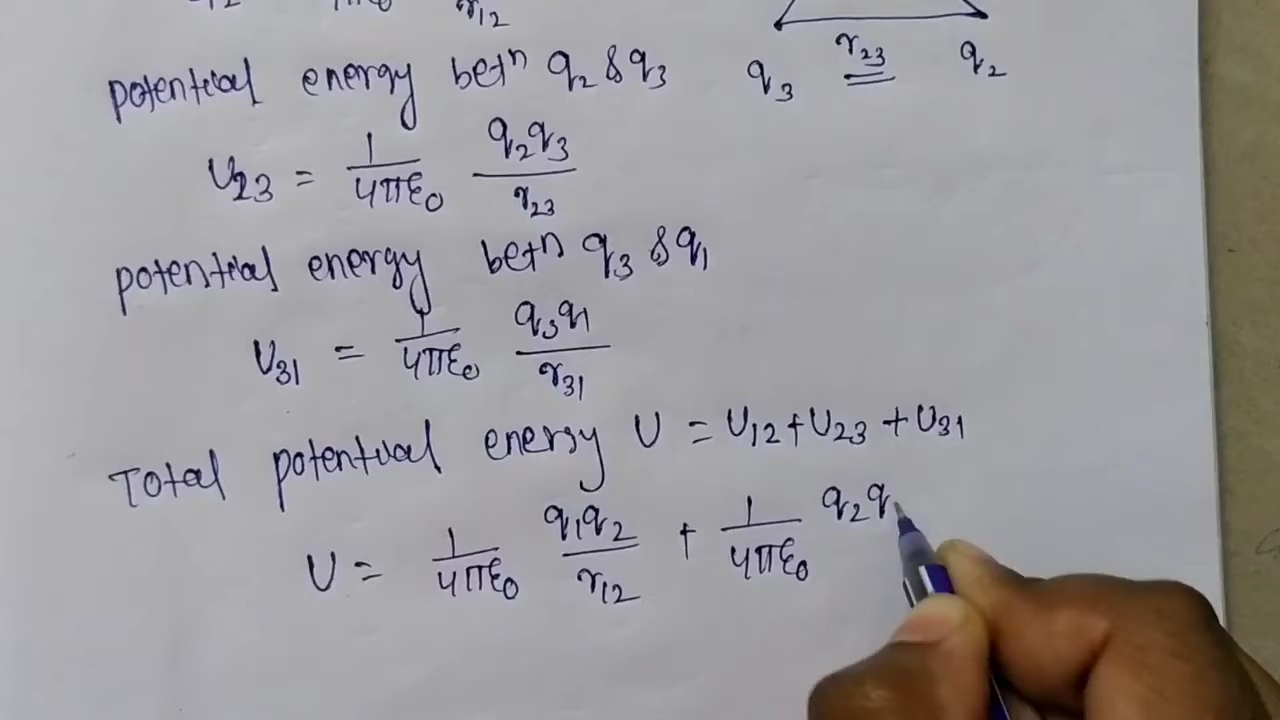 r₁₂
potential energy betⁿ q₂ & q₃
q₃ r₂₃ q₂
U₂₃ = 1/4πε₀ q₂q₃/r₂₃
potential energy betⁿ q₃ & q₁
U₃₁ = 1/4πε₀ q₃q₁/r₃₁
Total potential energy U = U₁₂ + U₂₃ + U₃₁
U = 1/4πε₀ q₁q₂/r₁₂ + 1/4πε₀ q₂q